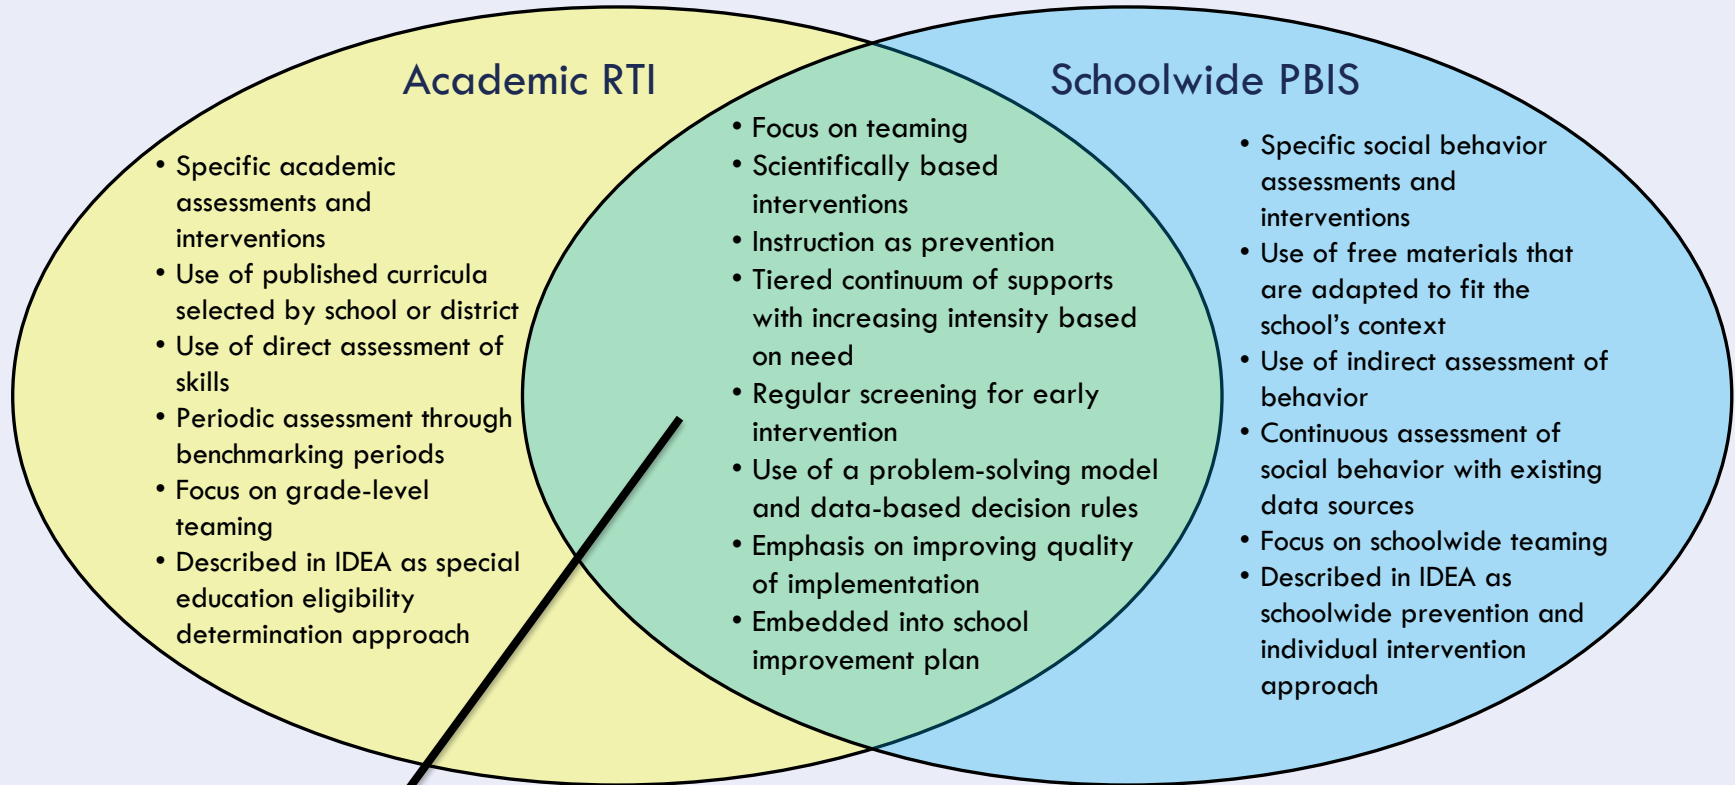 Academic RTI
• Specific academic
assessments and
interventions
• Use of published curricula
selected by school or district
• Use of direct assessment of
skills
• Periodic assessment through
benchmarking periods
• Focus on grade-level
teaming
• Described in IDEA as special
education eligibility
determination approach
• Focus on teaming
• Scientifically based
interventions
• Instruction as prevention
• Tiered continuum of supports
with increasing intensity based
on need
• Regular screening for early
intervention
• Use of a problem-solving model
and data-based decision rules
• Emphasis on improving quality
of implementation
• Embedded into school
improvement plan
Schoolwide PBIS
• Specific social behavior
assessments and
interventions
• Use of free materials that
are adapted to fit the
school’s context
• Use of indirect assessment of
behavior
• Continuous assessment of
social behavior with existing
data sources
• Focus on schoolwide teaming
• Described in IDEA as
schoolwide prevention and
individual intervention
approach